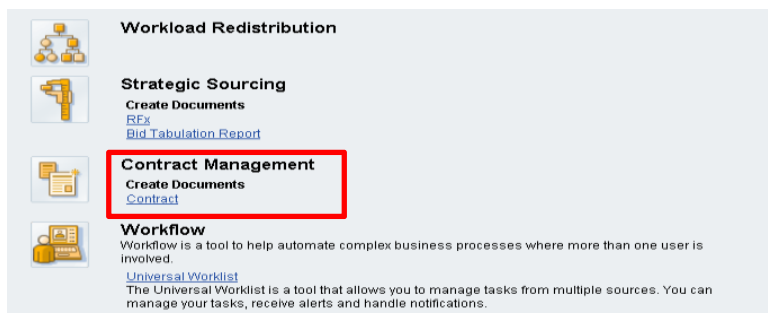 Workload Redistribution
Strategic Sourcing
Create Documents
RFx
Bid Tabulation Report
Contract Management
Create Documents
Contract
Workflow
Workflow is a tool to help automate complex business processes where more than one user is
involved.
Universal Worklist
The Universal Worklist is a tool that allows you to manage tasks from multiple sources. You can
manage your tasks, receive alerts and handle notifications.